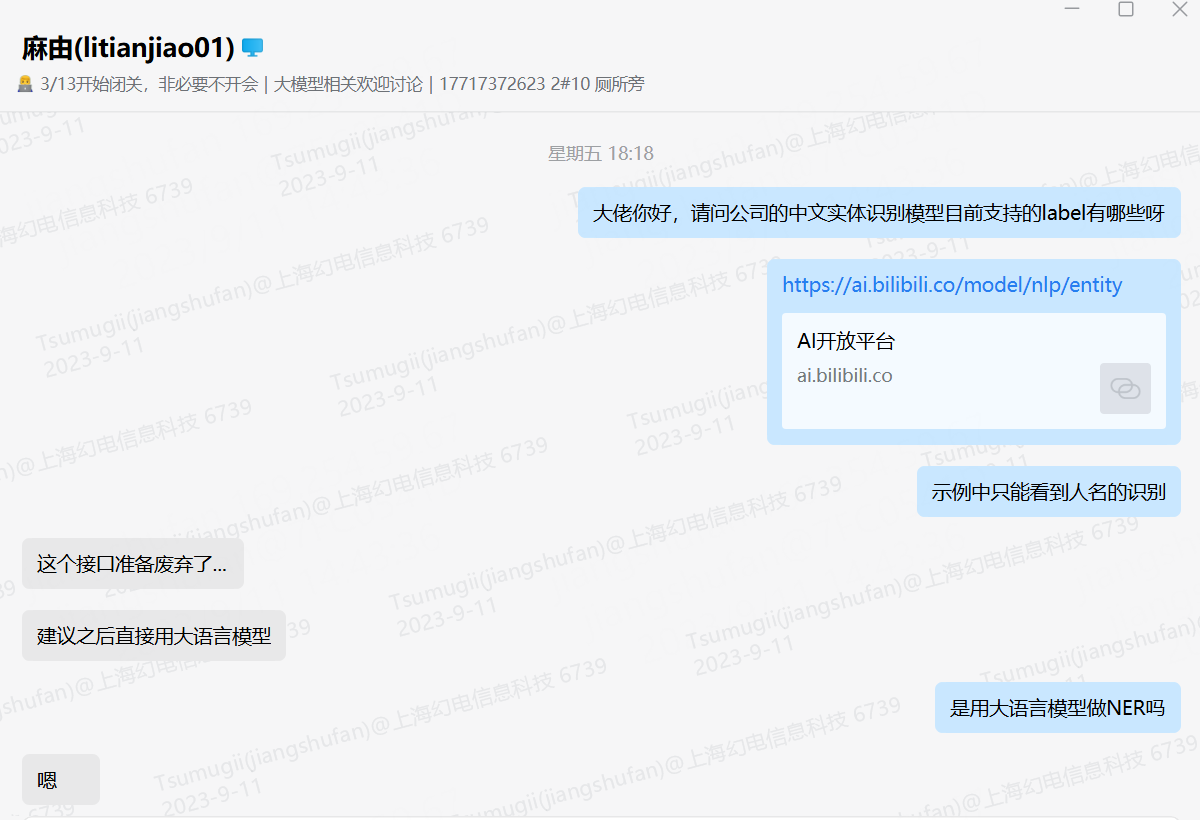 麻由(litianjiao01)
3/13开始闭关，非必要不开会 | 大模型相关欢迎讨论 | 17717372623 2#10 厕所旁
星期五 18:18
大佬你好，请问公司的中文实体识别模型目前支持的label有哪些呀
https://ai.bilibili.co/model/nlp/entity
AI开放平台
ai.bilibili.co
示例中只能看到人名的识别
这个接口准备废弃了...
建议之后直接用大语言模型
是用大语言模型做NER吗
嗯
Tsumugii(jiangshufan)@上海幻电信息科技 6739
2023-9-11